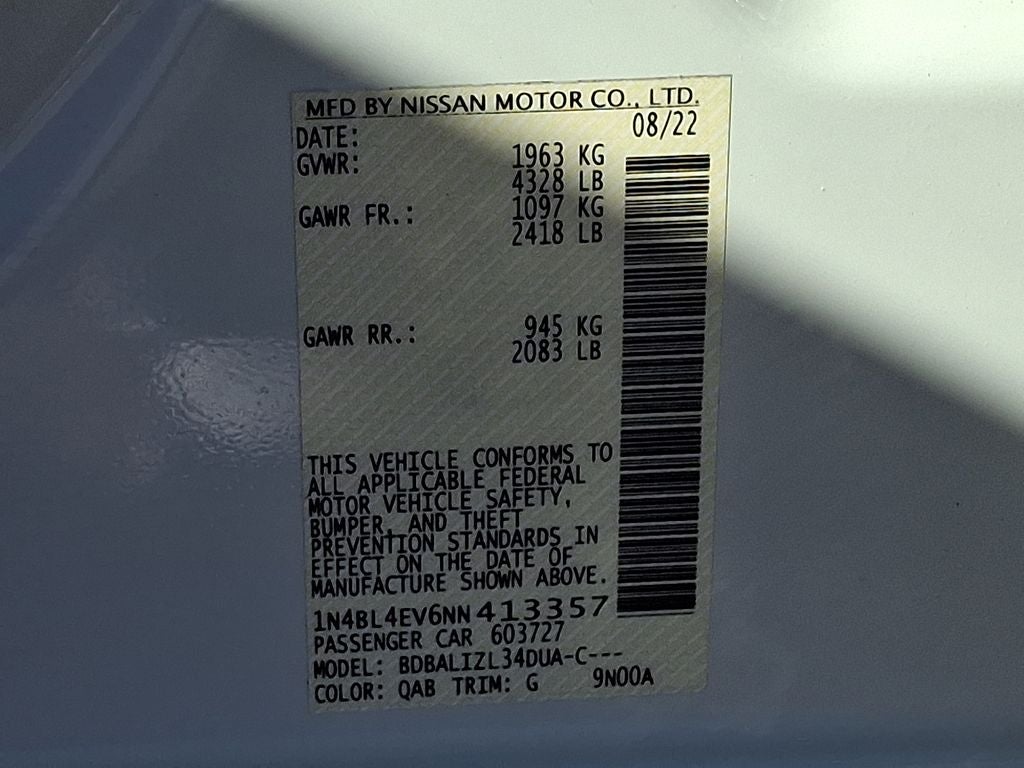 MFD BY NISSAN MOTOR CO., LTD.
DATE: 08/22
GVWR: 1963 KG
4328 LB
GAWR FR.: 1097 KG
2418 LB
GAWR RR.: 945 KG
2083 LB
THIS VEHICLE CONFORMS TO
ALL APPLICABLE FEDERAL
MOTOR VEHICLE SAFETY,
BUMPER, AND THEFT
PREVENTION STANDARDS IN
EFFECT ON THE DATE OF
MANUFACTURE SHOWN ABOVE.
1N4BL4EV6NN413357
PASSENGER CAR 603727
MODEL: BDBALIZL34DUA-C---
COLOR: QAB TRIM: G 9N00A